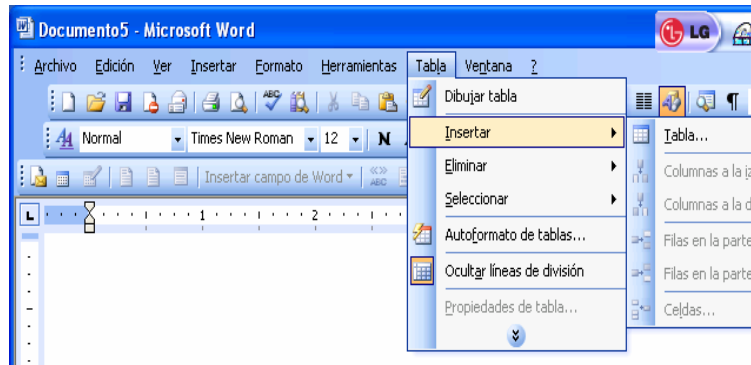 Documento5 - Microsoft Word
LG
Archivo Edición Ver Insertar Formato Herramientas Tabla Ventana ?
Normal Times New Roman 12 N
Insertar campo de Word ABC
L 1 2
Dibujar tabla
Insertar
Eliminar
Seleccionar
Autoformato de tablas...
Ocultar líneas de división
Propiedades de tabla...
Tabla...
Columnas a la
Columnas a la
Filas en la parte
Filas en la parte
Celdas...